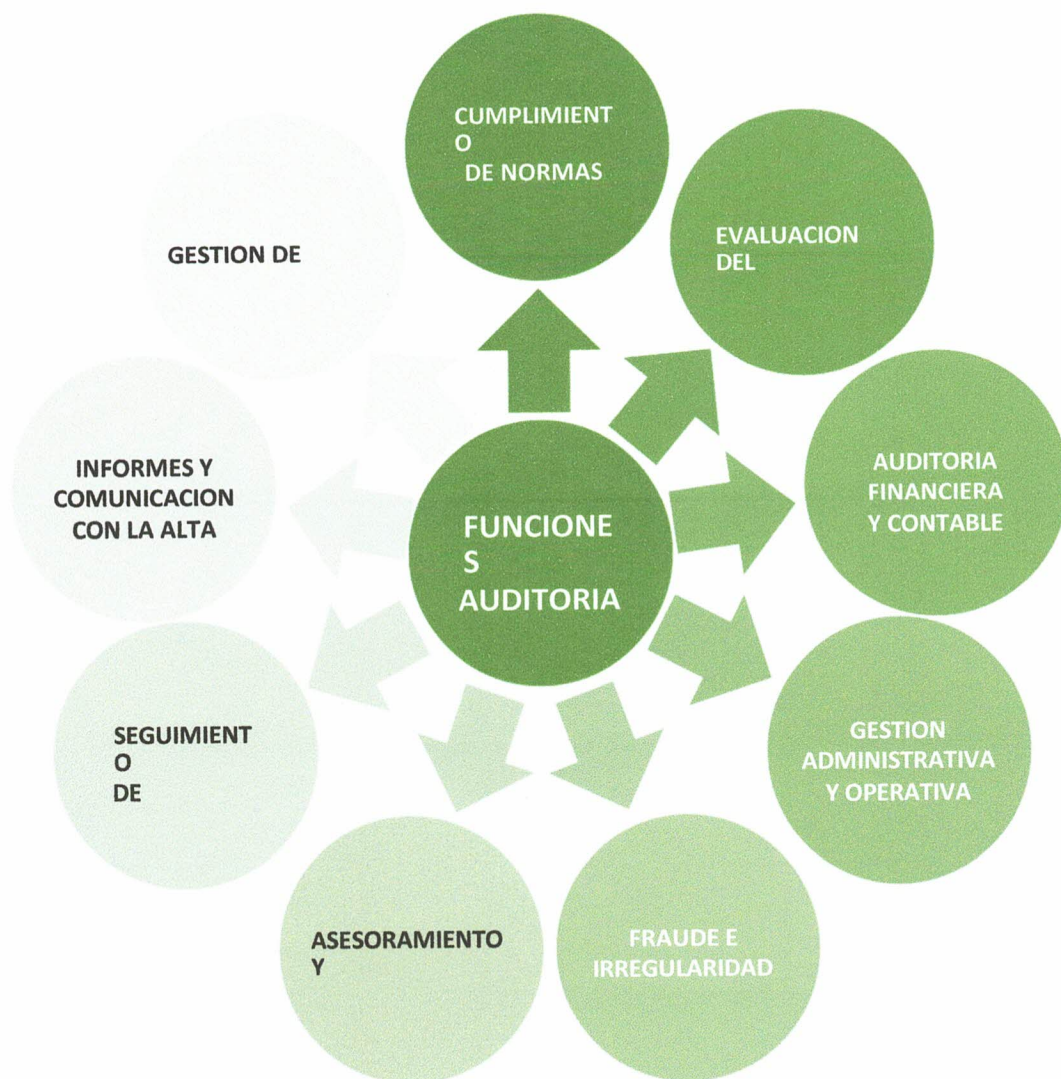 CUMPLIMIENT
O
DE NORMAS
EVALUACION
DEL
AUDITORIA
FINANCIERA
Y CONTABLE
GESTION
ADMINISTRATIVA
Y OPERATIVA
FRAUDE E
IRREGULARIDAD
ASESORAMIENTO
Y
SEGUIMIENT
O
DE
INFORMES Y
COMUNICACION
CON LA ALTA
GESTION DE
FUNCIONE
S
AUDITORIA